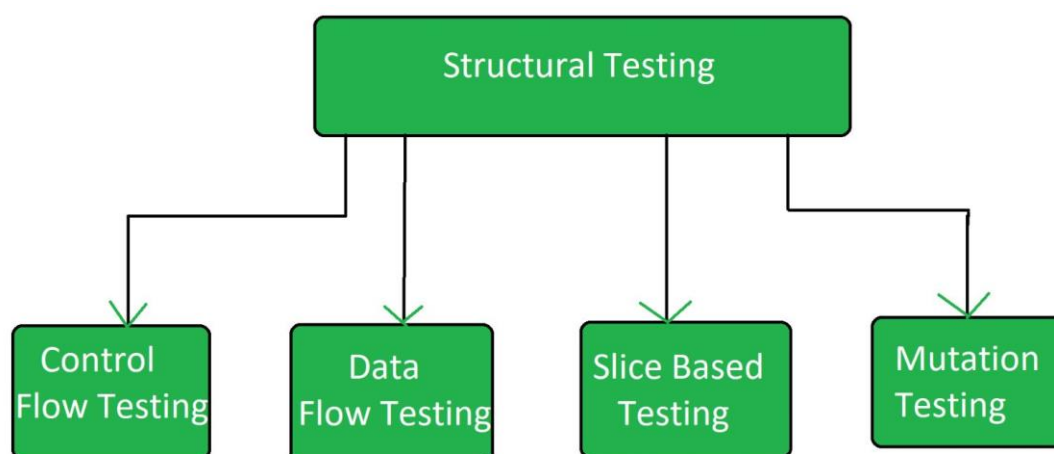 Structural Testing
Control
Flow Testing
Data
Flow Testing
Slice Based
Testing
Mutation
Testing